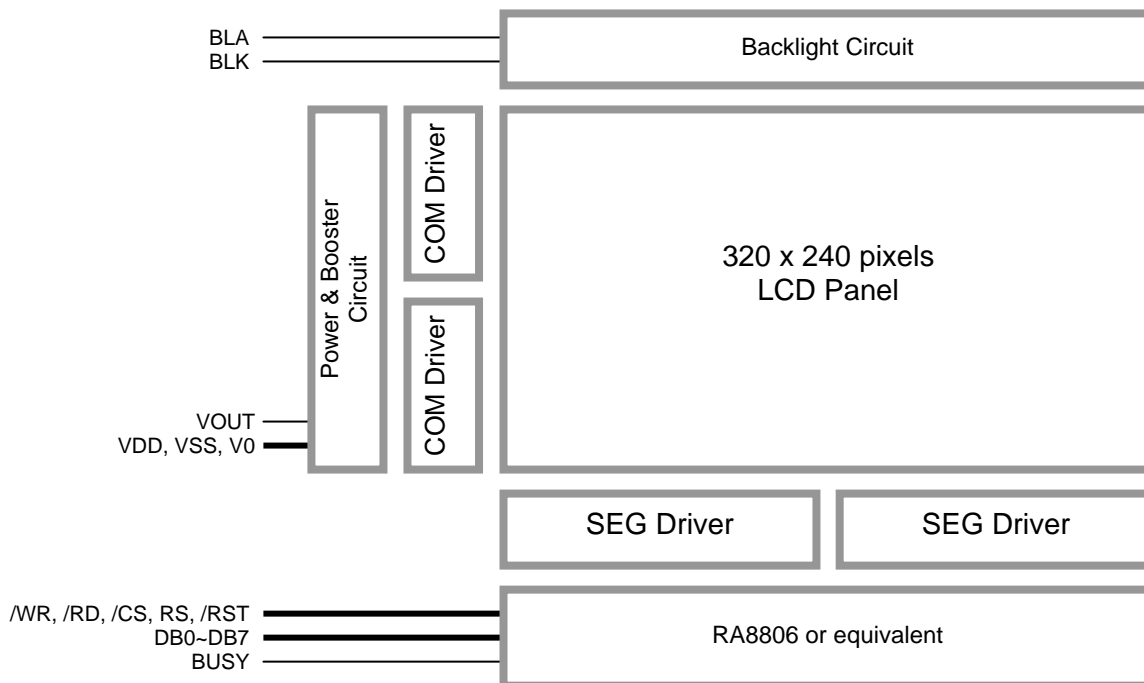 BLA
BLK
Backlight Circuit
Power & Booster
Circuit
COM Driver
COM Driver
320 x 240 pixels
LCD Panel
VOUT
VDD, VSS, V0
SEG Driver
SEG Driver
/WR, /RD, /CS, RS, /RST
DB0~DB7
BUSY
RA8806 or equivalent